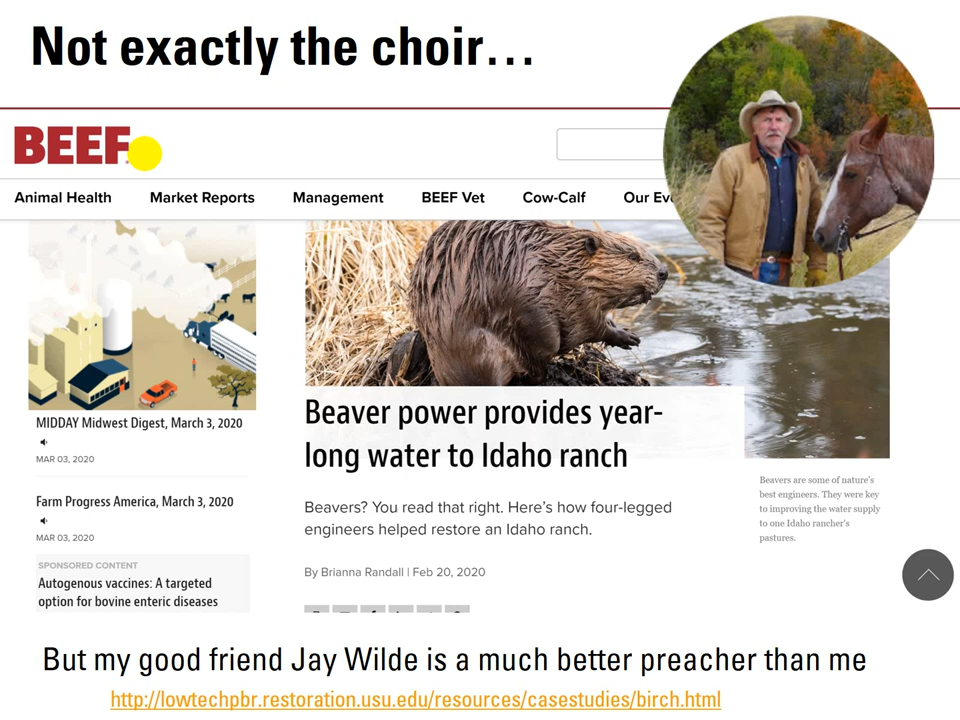 Not exactly the choir…
BEEF
Animal Health Market Reports Management BEEF Vet Cow-Calf Our
MIDDAY Midwest Digest, March 3, 2020
MAR 03, 2020
Farm Progress America, March 3, 2020
MAR 03, 2020
SPONSORED CONTENT
Autogenous vaccines: A targeted
option for bovine enteric diseases
Beaver power provides year-
long water to Idaho ranch
Beavers? You read that right. Here's how four-legged
engineers helped restore an Idaho ranch.
By Brianna Randall | Feb 20, 2020
Beavers are some of nature's
best engineers. They were key
to improving the water supply
to one Idaho rancher's
pastures.
But my good friend Jay Wilde is a much better preacher than me
http://lowtechpbr.restoration.usu.edu/resources/casestudies/birch.html